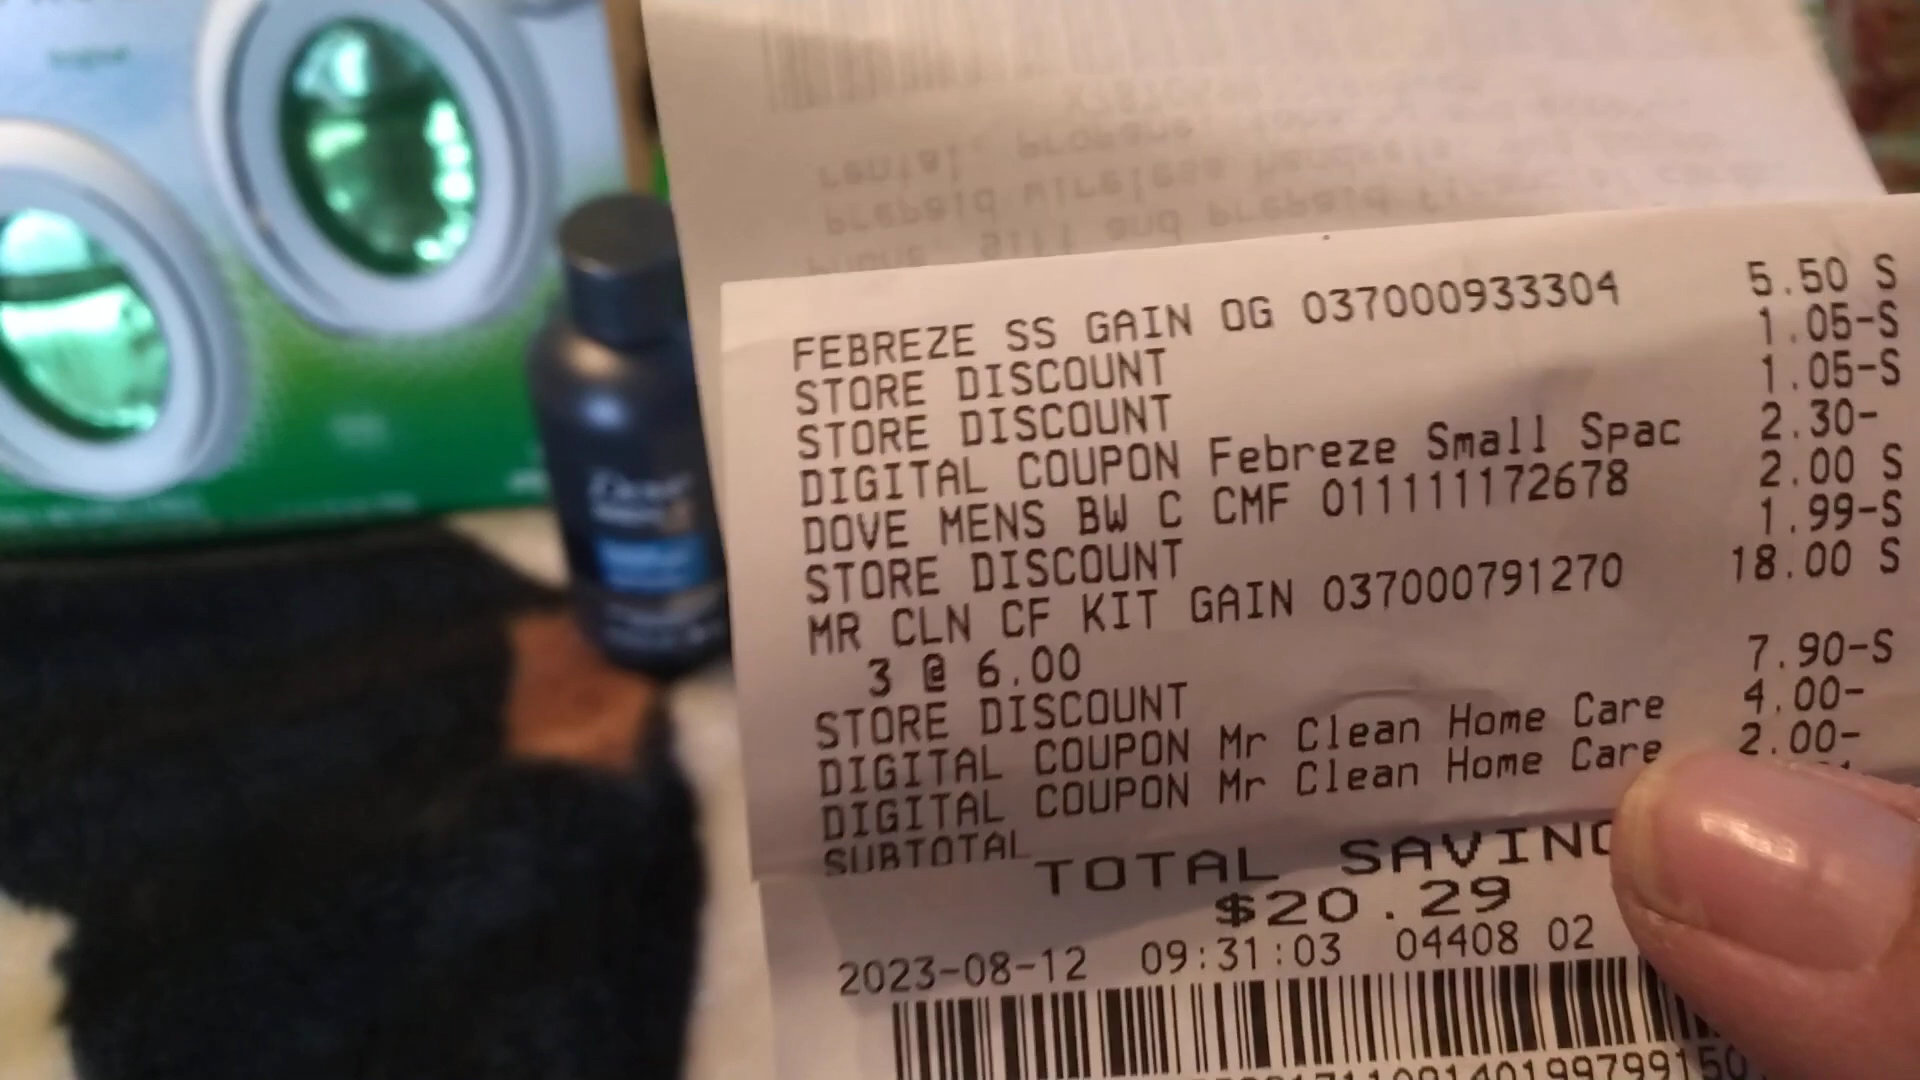 FEBREZE SS GAIN OG 037000933304 5.50 S
STORE DISCOUNT 1.05-S
STORE DISCOUNT 1.05-S
DIGITAL COUPON Febreze Small Spac 2.30-
DOVE MENS BW C CMF 011111172678 2.00 S
STORE DISCOUNT 1.99-S
MR CLN CF KIT GAIN 037000791270 18.00 S
3 @ 6.00
STORE DISCOUNT 7.90-S
DIGITAL COUPON Mr Clean Home Care 4.00-
DIGITAL COUPON Mr Clean Home Care 2.00-
SUBTOTAL
TOTAL SAVING
$20.29
2023-08-12 09:31:03 04408 02
Dove